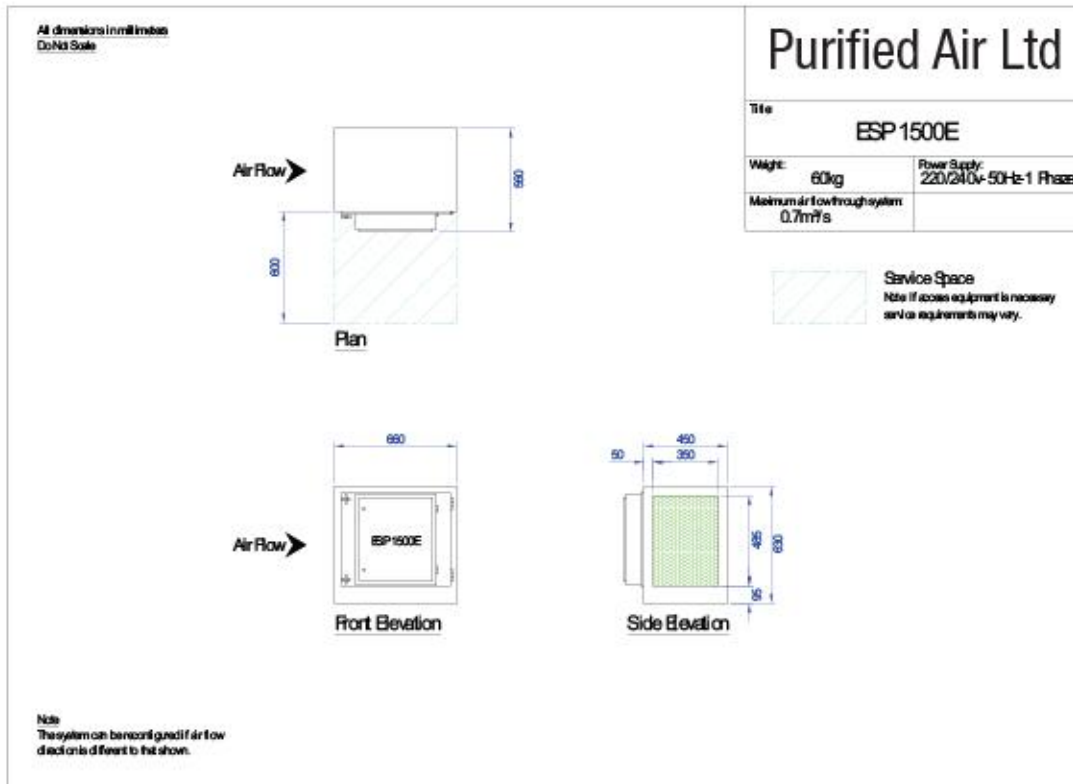 All dimensions in millimeters
Do Not Scale
Purified Air Ltd
Title
ESP 1500E
Weight:
60kg
Power Supply:
220/240v-50Hz-1 Phaze
Maximum air flow through system:
0.7m³/s
Air Flow
560
600
Plan
Service Space
Note: If access equipment is necessary
service requirements may vary.
660
450
50
350
Air Flow
ESP 1500E
485
630
95
Front Elevation
Side Elevation
Note
The system can be reconfigured if air flow
direction is different to that shown.